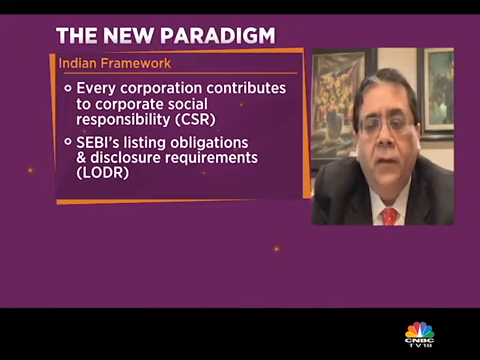 THE NEW PARADIGM
Indian Framework
Every corporation contributes
to corporate social
responsibility (CSR)
SEBI's listing obligations
& disclosure requirements
(LODR)
CNBC
TV18